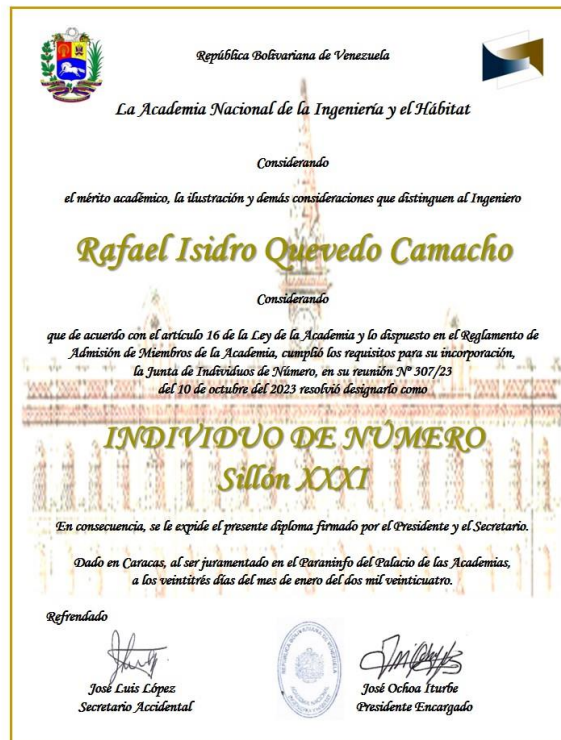 República Bolivariana de Venezuela
La Academia Nacional de la Ingeniería y el Hábitat
Considerando
el mérito académico, la ilustración y demás consideraciones que distinguen al Ingeniero
Rafael Isidro Quevedo Camacho
Considerando
que de acuerdo con el artículo 16 de la Ley de la Academia y lo dispuesto en el Reglamento de
Admisión de Miembros de la Academia, cumplió los requisitos para su incorporación,
la Junta de Individuos de Número, en su reunión Nº 307/23
del 10 de octubre del 2023 resolvió designarlo como
INDIVIDUO DE NÚMERO
Sillón XXXI
En consecuencia, se le expide el presente diploma firmado por el Presidente y el Secretario.
Dado en Caracas, al ser juramentado en el Paraninfo del Palacio de las Academias,
a los veintitrés días del mes de enero del dos mil veinticuatro.
Refrendado
José Luis López
Secretario Accidental
José Ochoa Iturbe
Presidente Encargado
REPÚBLICA BOLIVARIANA DE VENEZUELA